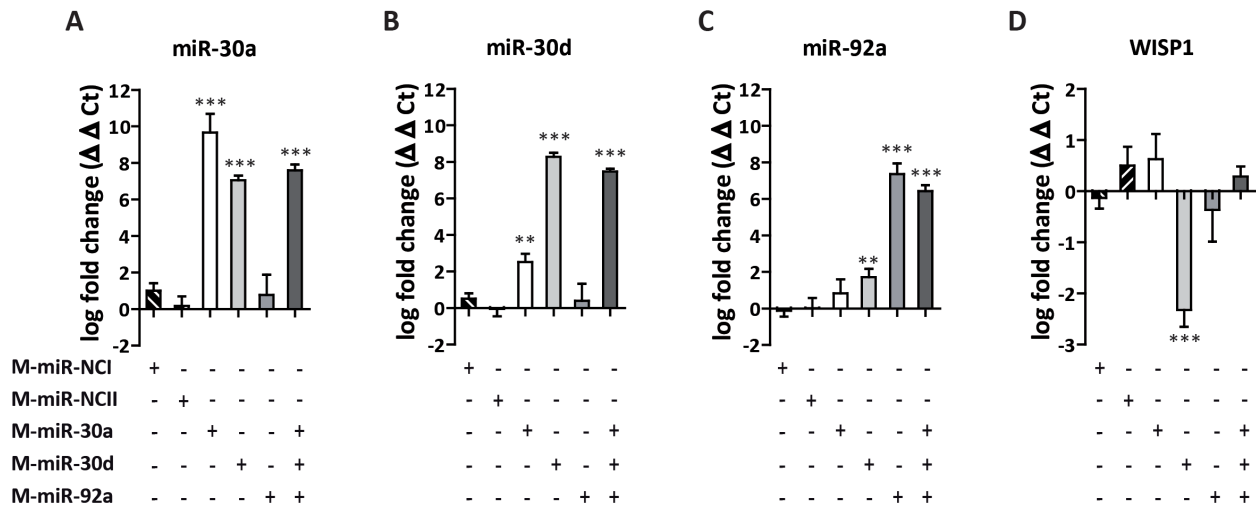 A
B
C
D
miR-30a
miR-30d
miR-92a
WISP1
log fold change (Δ Δ Ct)
12
10
8
6
4
2
0
-2
***
***
***
log fold change (Δ Δ Ct)
12
10
8
6
4
2
0
-2
**
***
***
log fold change (Δ Δ Ct)
12
10
8
6
4
2
0
-2
**
***
***
log fold change (Δ Δ Ct)
2
1
0
-1
-2
-3
***
M-miR-NCI + - - - - - + - - - - - + - - - - - + - - - - -
M-miR-NCII - + - - - - - + - - - - - + - - - - - + - - - -
M-miR-30a - - + - - + - - + - - + - - + - - + - - + - - +
M-miR-30d - - - + - + - - - + - + - - - + - + - - - + - +
M-miR-92a - - - - + + - - - - + + - - - - + + - - - - + +